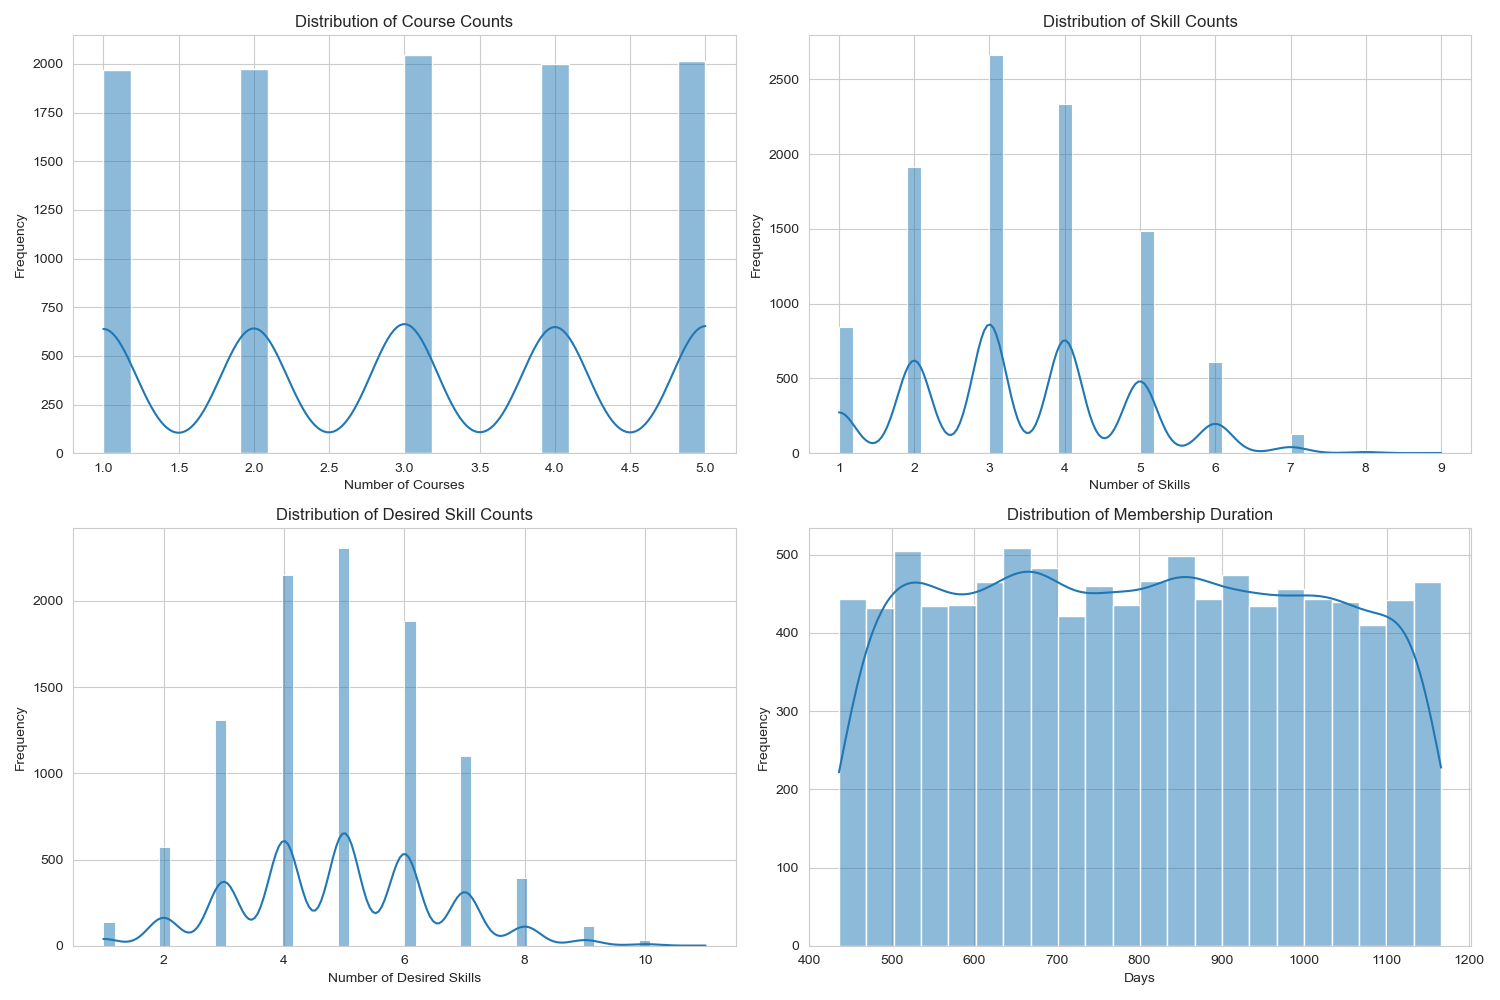 Distribution of Course Counts
Frequency
2000
1750
1500
1250
1000
750
500
250
0
1.0 1.5 2.0 2.5 3.0 3.5 4.0 4.5 5.0
Number of Courses
Distribution of Skill Counts
Frequency
2500
2000
1500
1000
500
0
1 2 3 4 5 6 7 8 9
Number of Skills
Distribution of Desired Skill Counts
Frequency
2000
1500
1000
500
0
2 4 6 8 10
Number of Desired Skills
Distribution of Membership Duration
Frequency
500
400
300
200
100
0
400 500 600 700 800 900 1000 1100 1200
Days